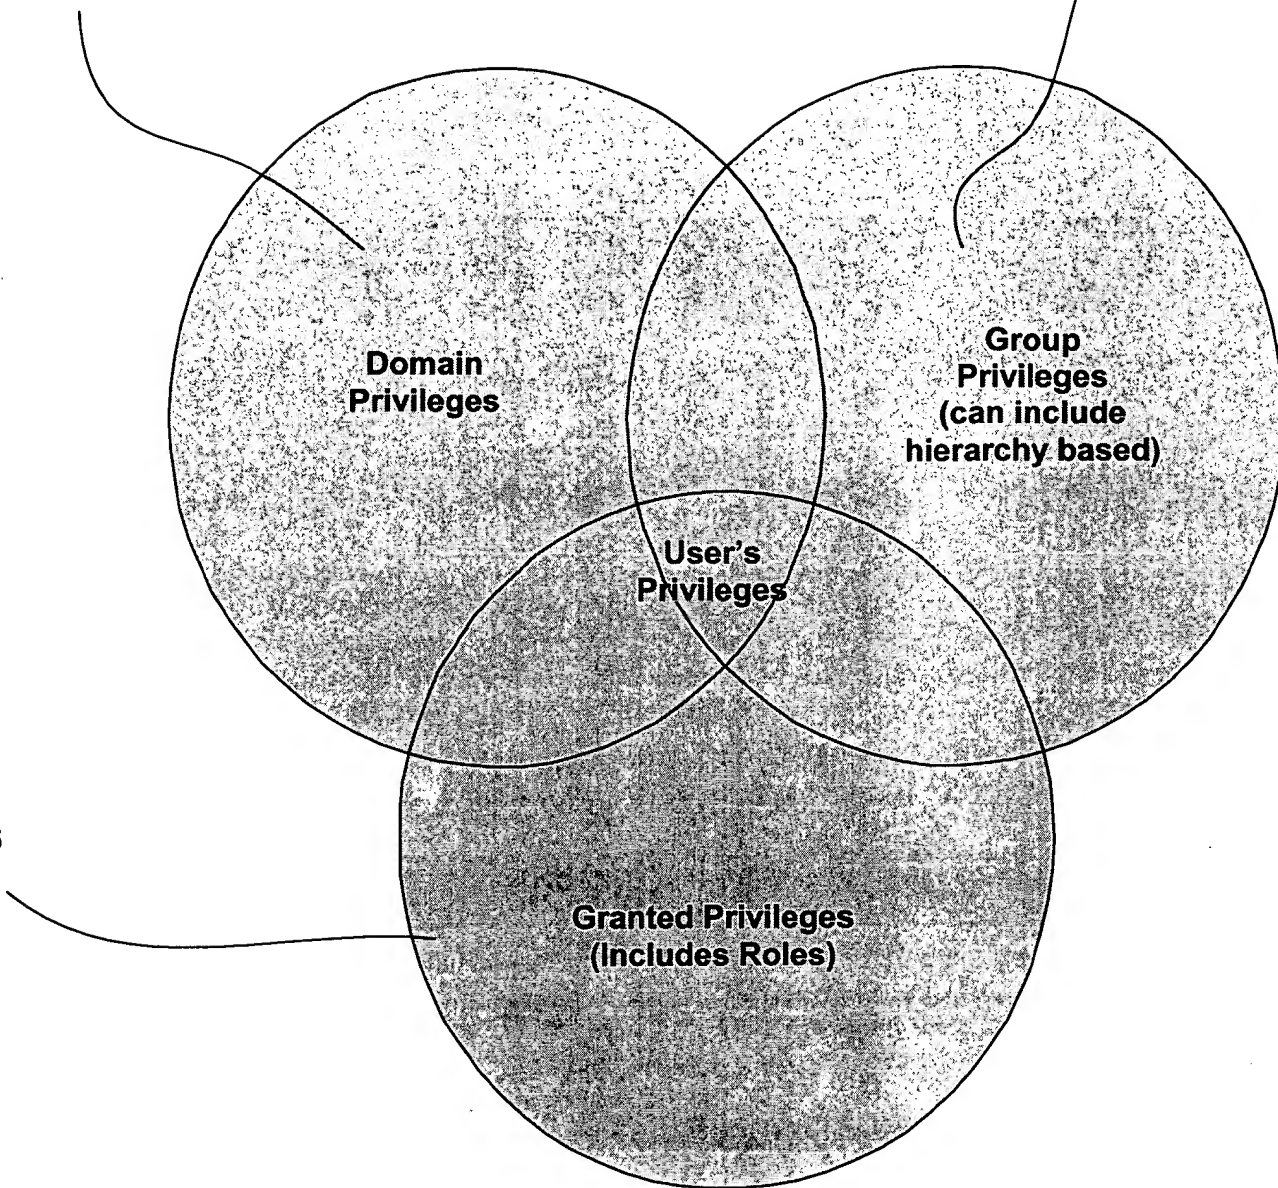 Domain
Privileges
Group
Privileges
(can include
hierarchy based)
User's
Privileges
Granted Privileges
(Includes Roles)